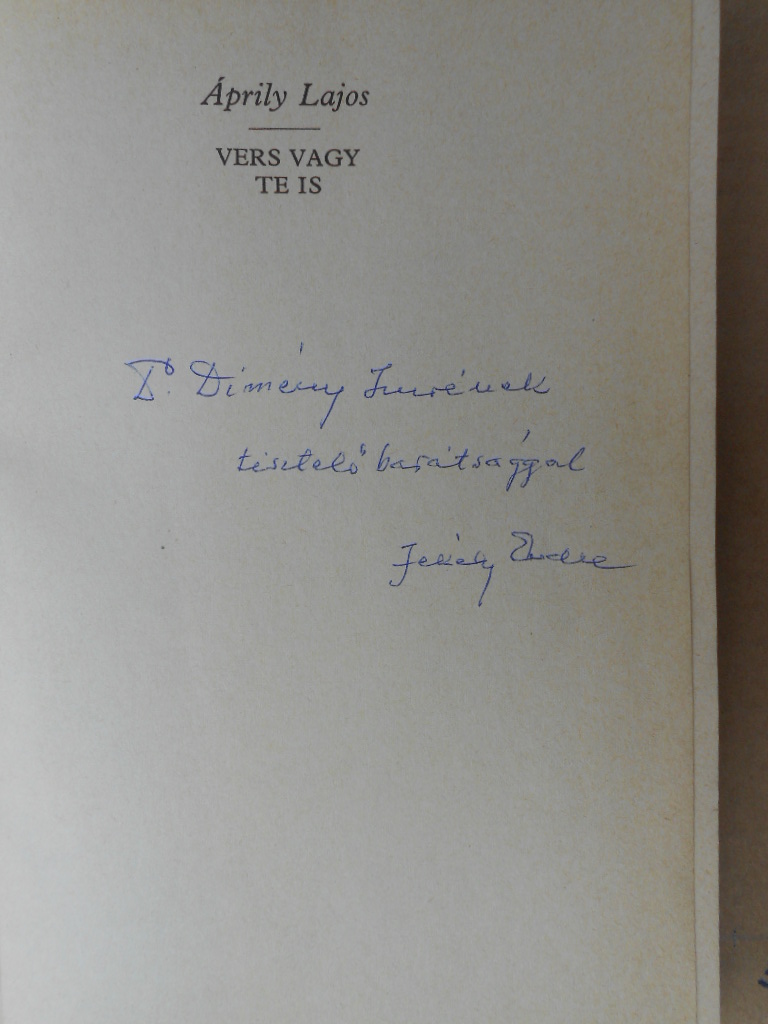 Áprily Lajos
VERS VAGY
TE IS
Dr. Dimény Imrének
tisztelő barátsággal
Jékely Endre